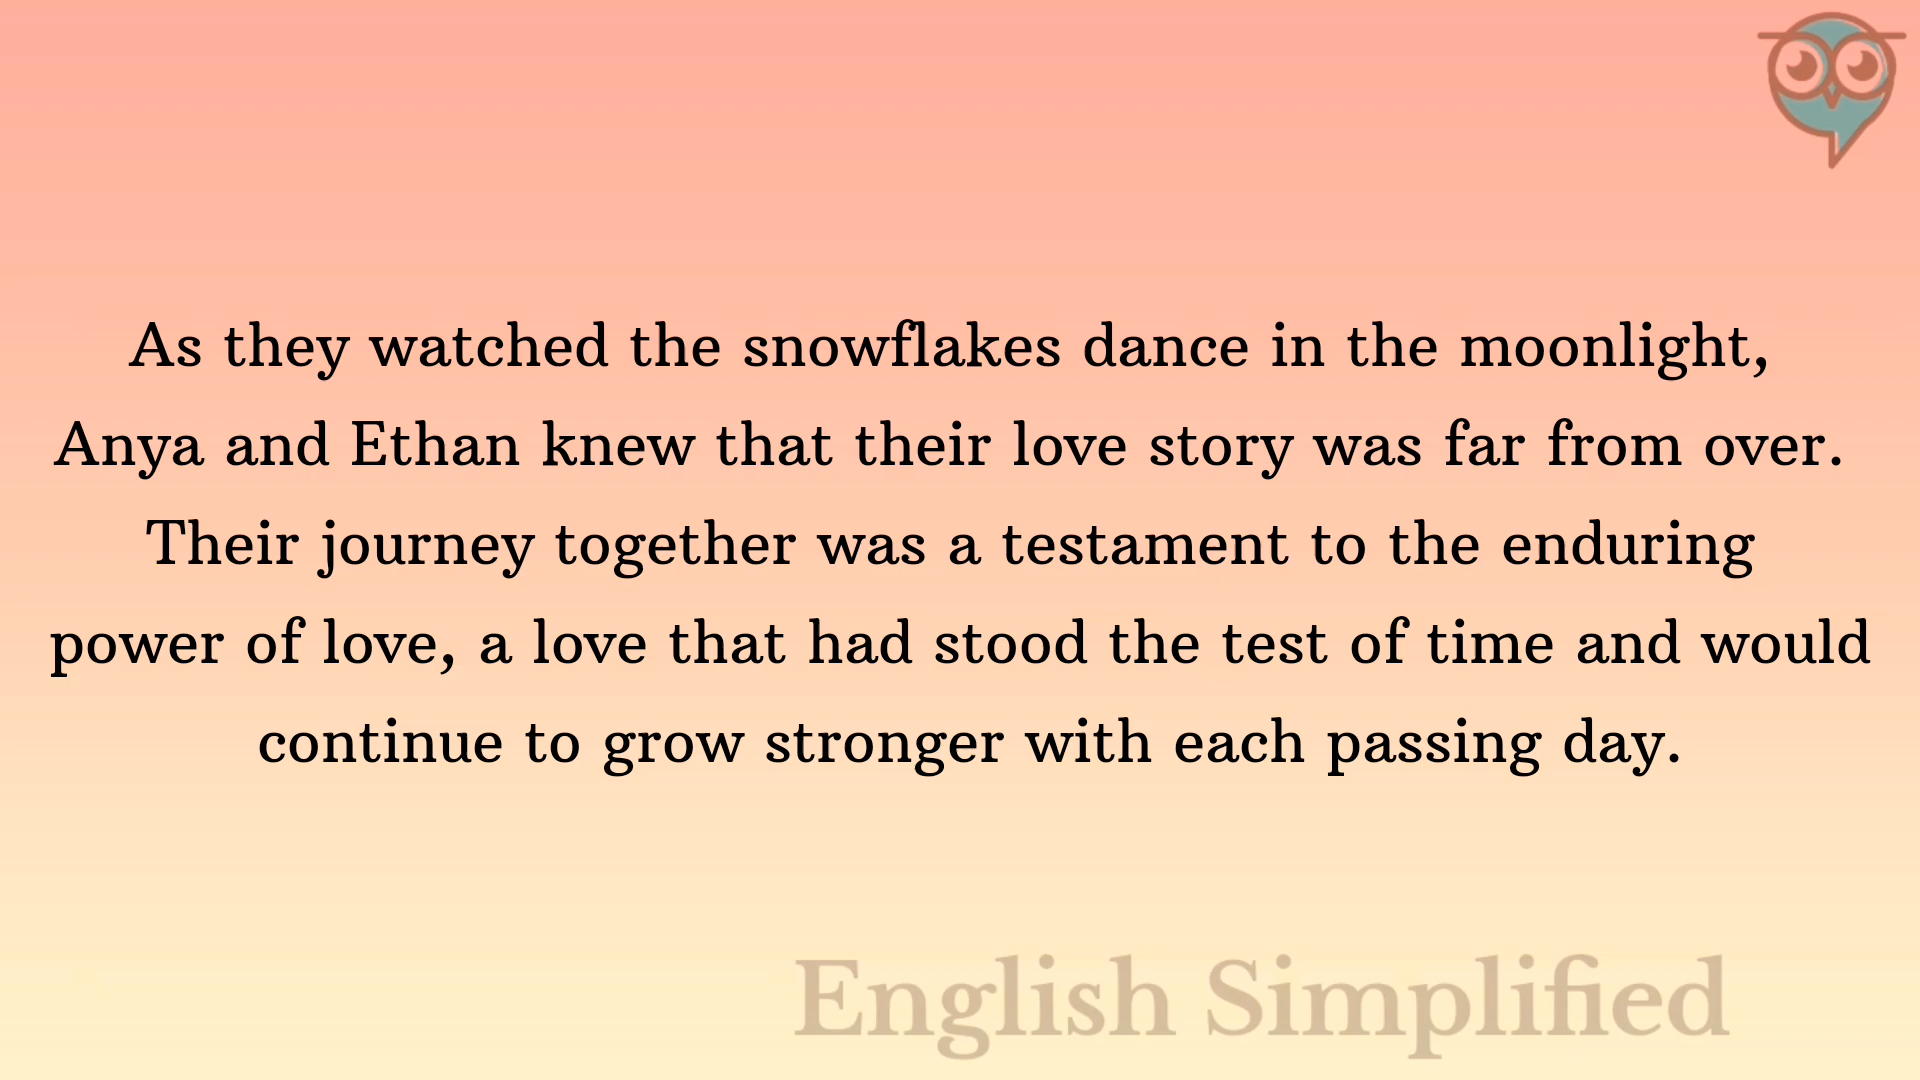 As they watched the snowflakes dance in the moonlight,
Anya and Ethan knew that their love story was far from over.
Their journey together was a testament to the enduring
power of love, a love that had stood the test of time and would
continue to grow stronger with each passing day.
English Simplified